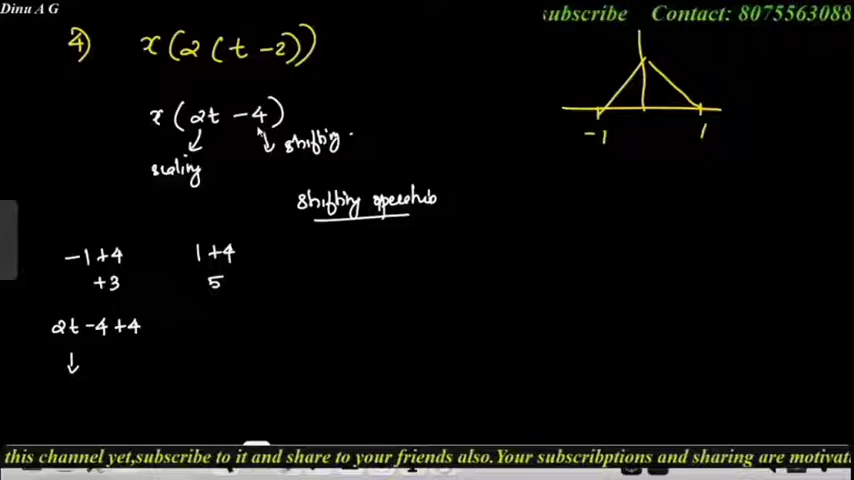 Dinu A G
subscribe Contact: 8075563088
4) x(2(t-2))
x(2t-4)
shifting.
scaling
-1 1
shifting
-1+4 1+4
+3 5
2t-4+4
this channel yet,subscribe to it and share to your friends also.Your subscribptions and sharing are motivat